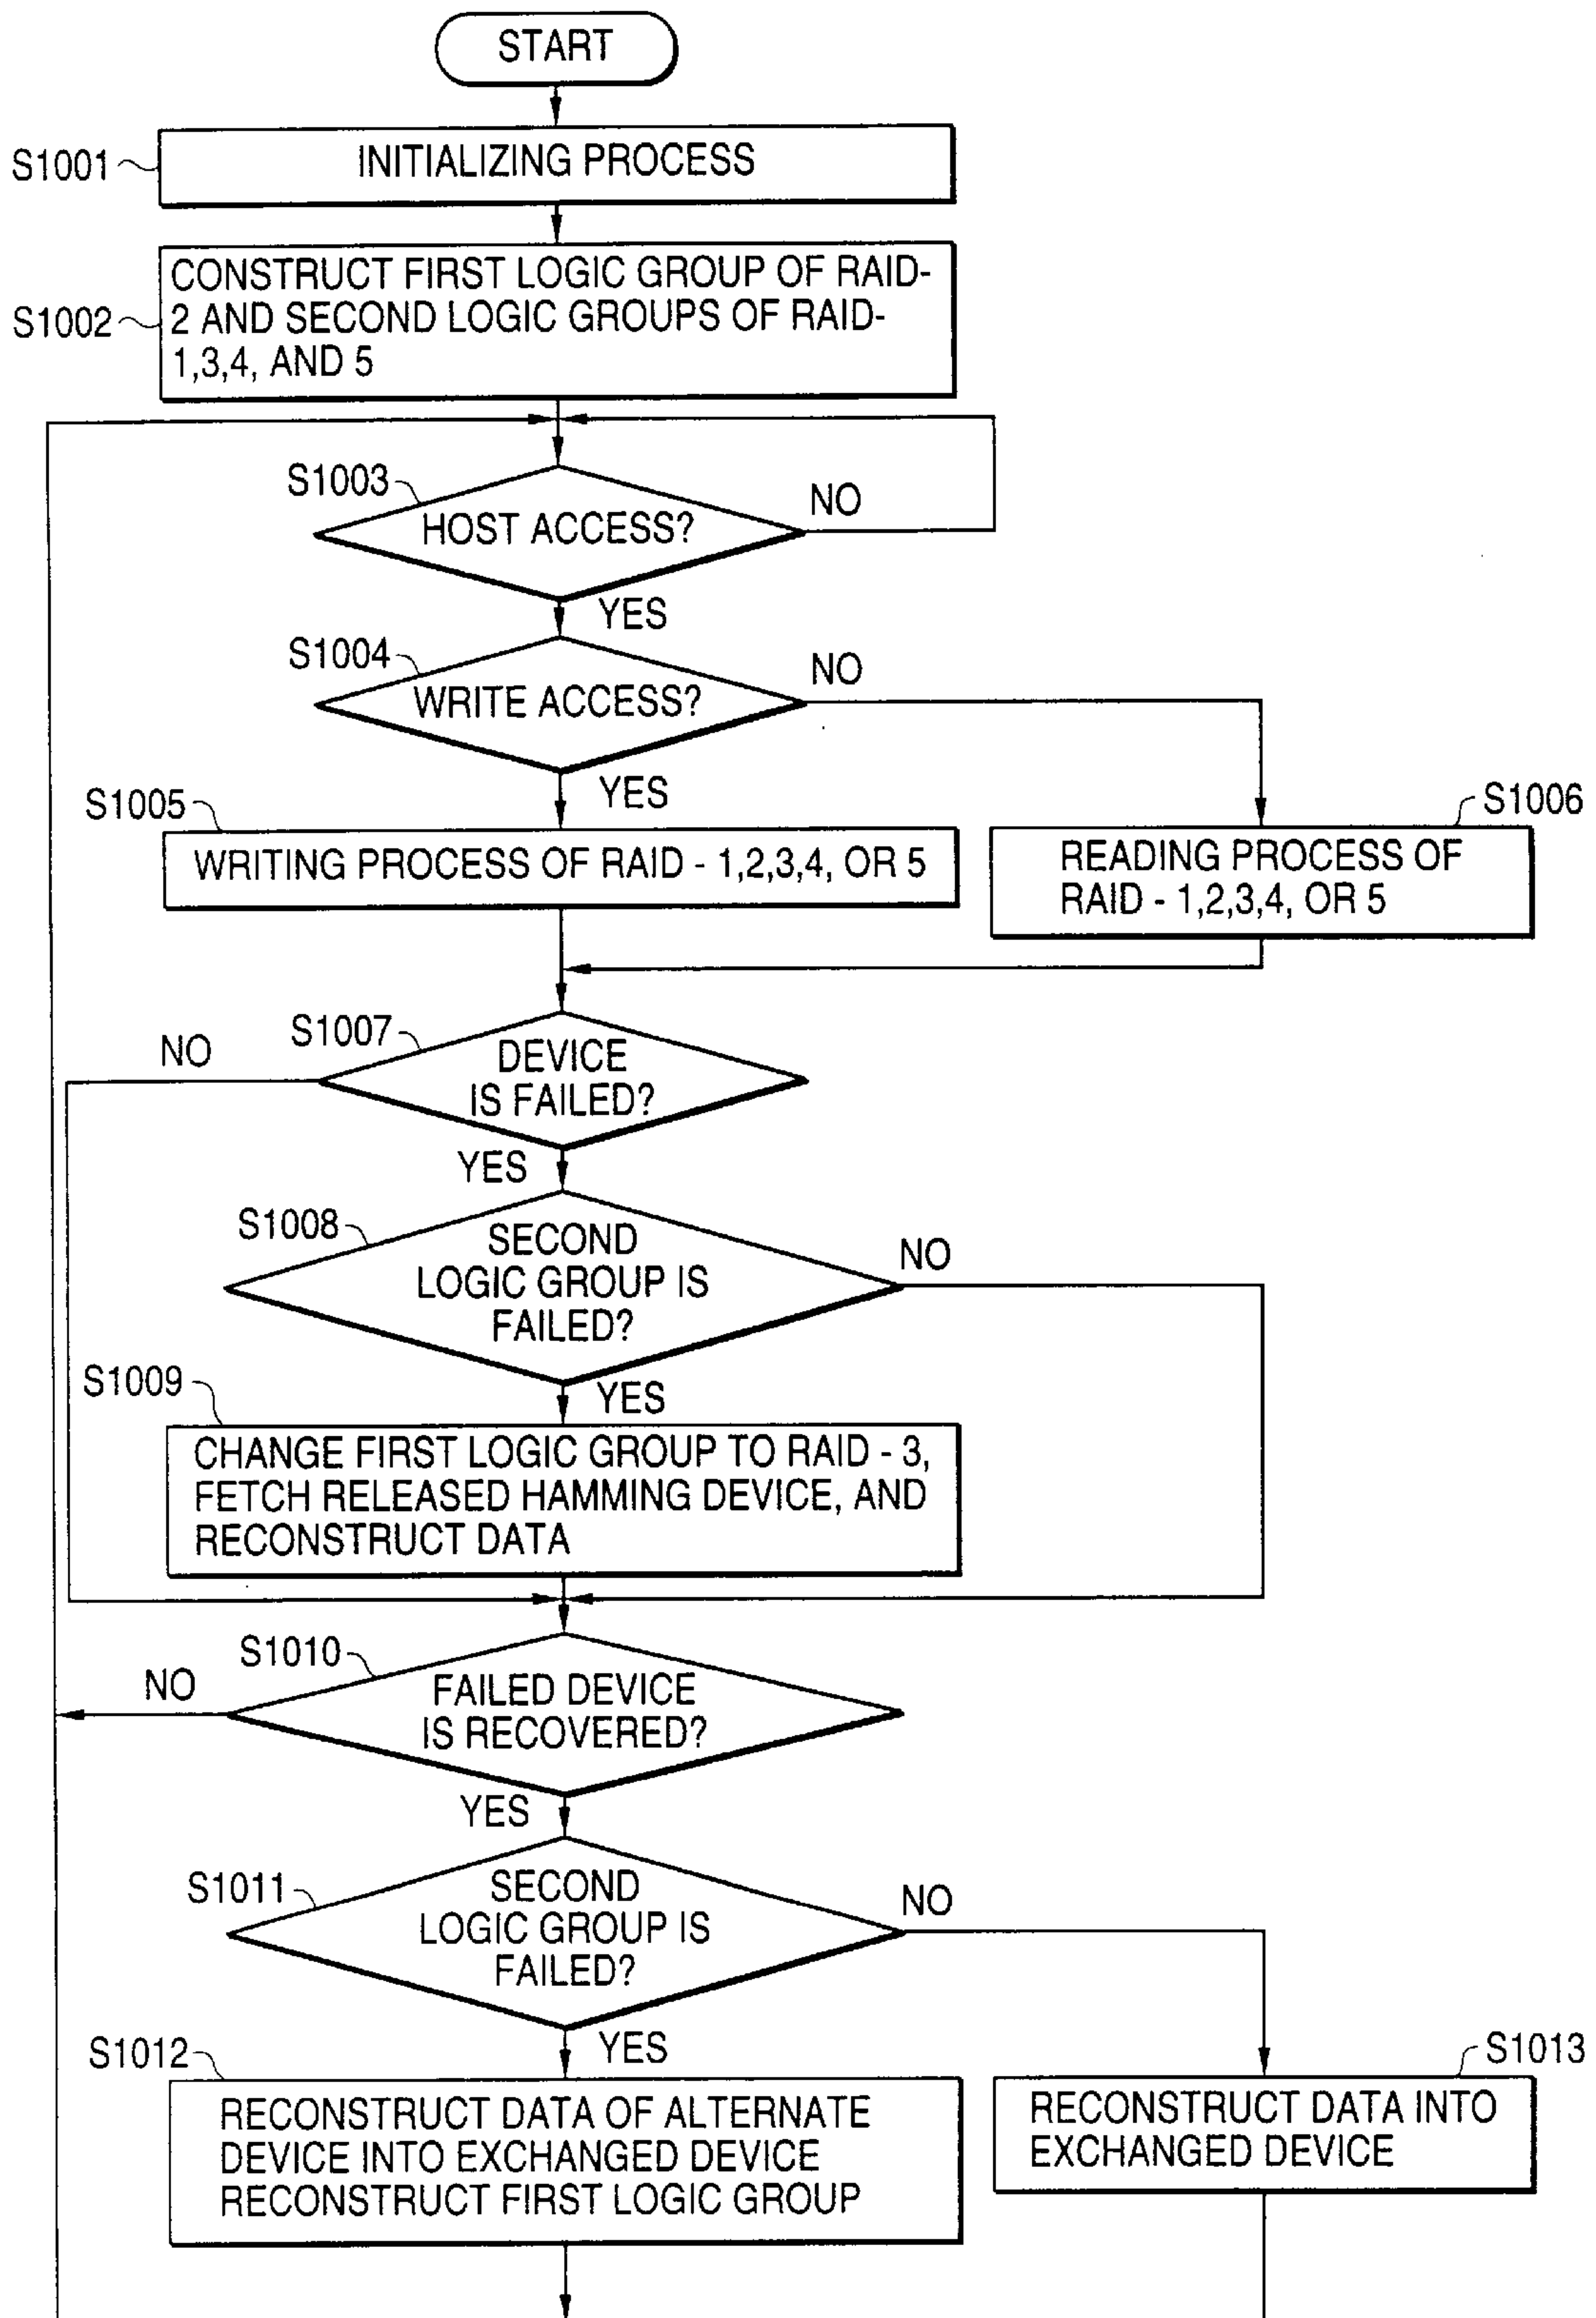 START
S1001
INITIALIZING PROCESS
S1002
CONSTRUCT FIRST LOGIC GROUP OF RAID-
2 AND SECOND LOGIC GROUPS OF RAID-
1,3,4, AND 5
S1003
HOST ACCESS?
NO
YES
S1004
WRITE ACCESS?
NO
YES
S1005
WRITING PROCESS OF RAID - 1,2,3,4, OR 5
S1006
READING PROCESS OF
RAID - 1,2,3,4, OR 5
S1007
NO
DEVICE
IS FAILED?
YES
S1008
SECOND
LOGIC GROUP IS
FAILED?
NO
YES
S1009
CHANGE FIRST LOGIC GROUP TO RAID - 3,
FETCH RELEASED HAMMING DEVICE, AND
RECONSTRUCT DATA
S1010
NO
FAILED DEVICE
IS RECOVERED?
YES
S1011
SECOND
LOGIC GROUP IS
FAILED?
NO
YES
S1012
RECONSTRUCT DATA OF ALTERNATE
DEVICE INTO EXCHANGED DEVICE
RECONSTRUCT FIRST LOGIC GROUP
S1013
RECONSTRUCT DATA INTO
EXCHANGED DEVICE